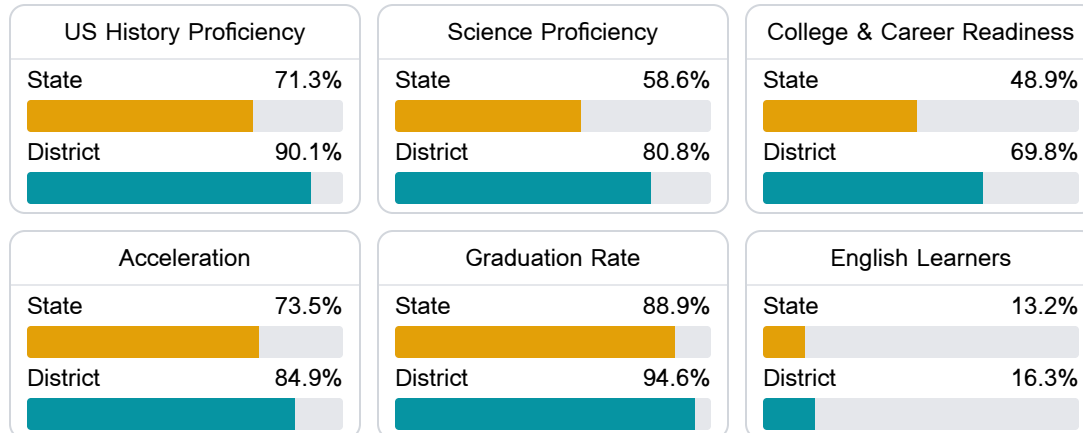 US History Proficiency
State 71.3%
District 90.1%
Science Proficiency
State 58.6%
District 80.8%
College & Career Readiness
State 48.9%
District 69.8%
Acceleration
State 73.5%
District 84.9%
Graduation Rate
State 88.9%
District 94.6%
English Learners
State 13.2%
District 16.3%